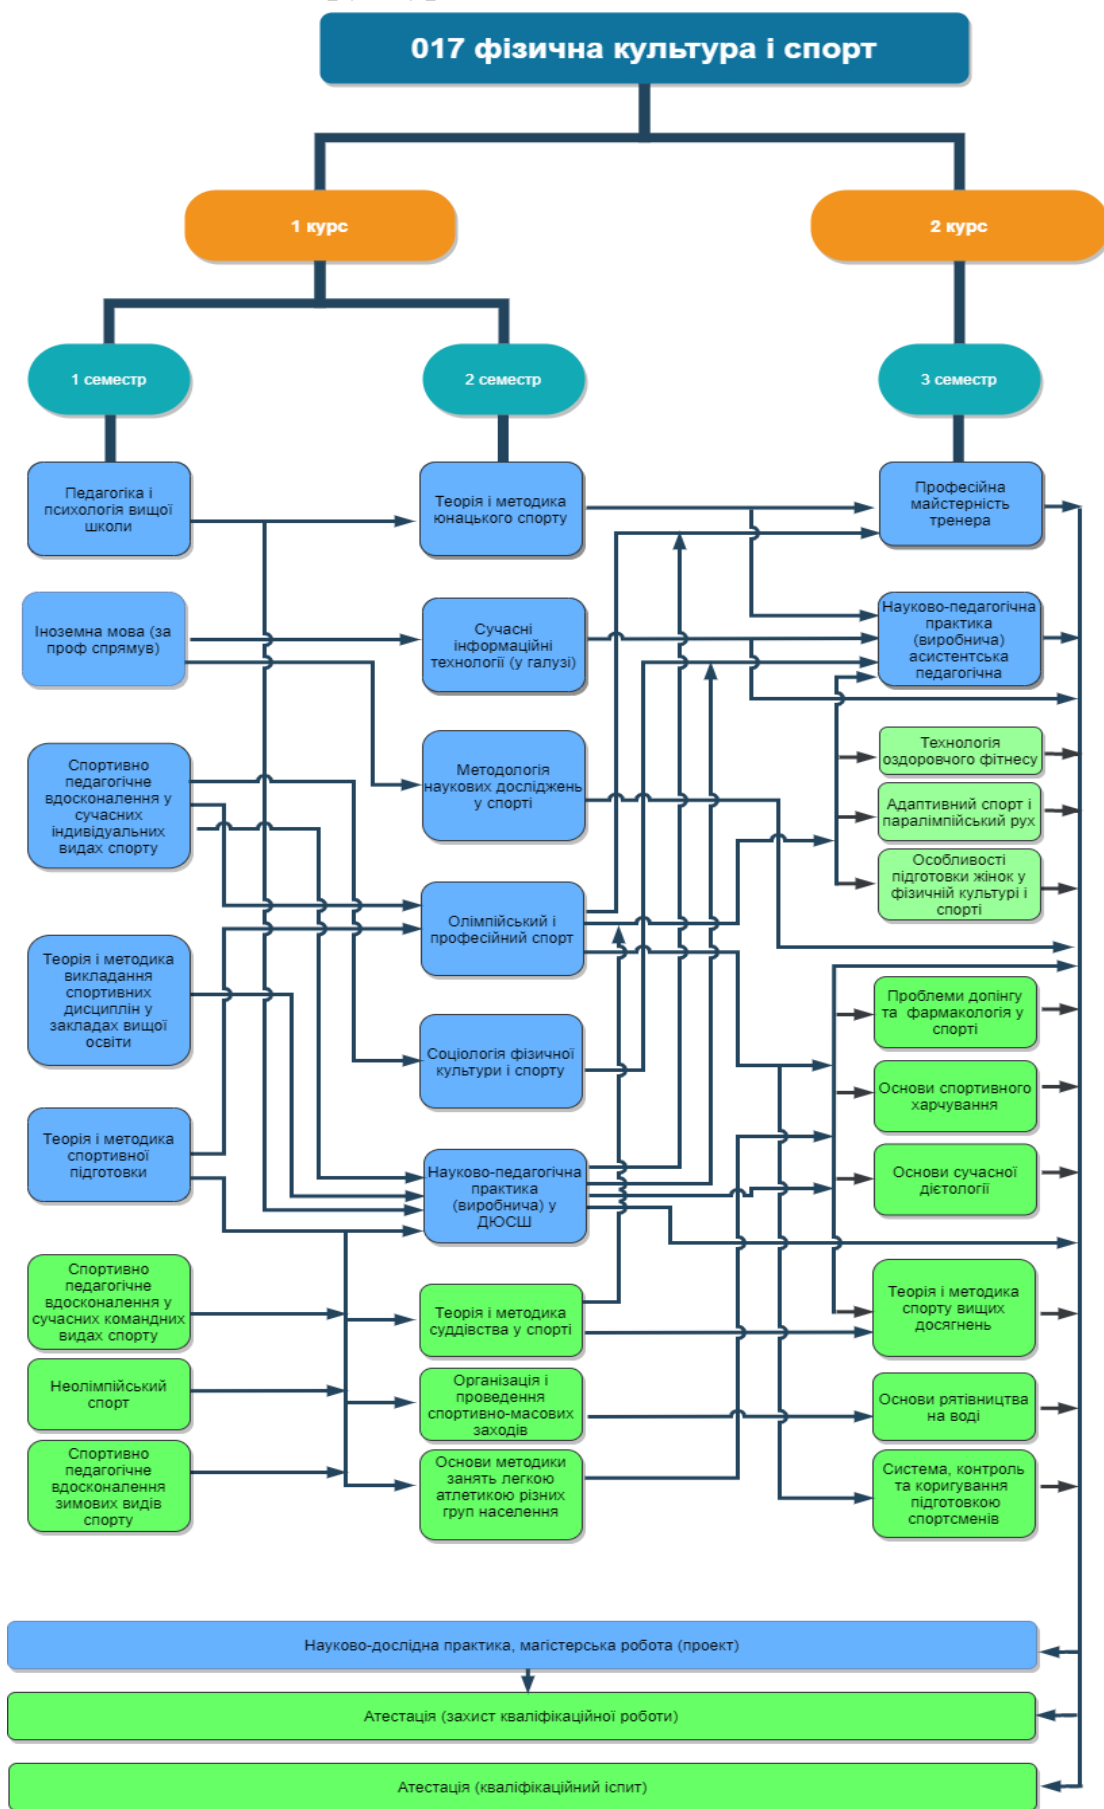 017 фізична культура і спорт
1 курс
2 курс
1 семестр
2 семестр
3 семестр
Педагогіка і
психологія вищої
школи
Іноземна мова (за
проф спрямув)
Спортивно
педагогічне
вдосконалення у
сучасних
індивідуальних
видах спорту
Теорія і методика
викладання
спортивних
дисциплін у
закладах вищої
освіти
Теорія і методика
спортивної
підготовки
Спортивно
педагогічне
вдосконалення у
сучасних командних
видах спорту
Неолімпійський
спорт
Спортивно
педагогічне
вдосконалення
зимових видів
спорту
Теорія і методика
юнацького спорту
Сучасні
інформаційні
технології (у галузі)
Методологія
наукових досліджень
у спорті
Олімпійський і
професійний спорт
Соціологія фізичної
культури і спорту
Науково-педагогічна
практика
(виробнича) у
ДЮСШ
Теорія і методика
суддівства у спорті
Організація і
проведення
спортивно-масових
заходів
Основи методики
занять легкою
атлетикою різних
груп населення
Професійна
майстерність
тренера
Науково-педагогічна
практика
(виробнича)
асистентська
педагогічна
Технологія
оздоровчого фітнесу
Адаптивний спорт і
паралімпійський рух
Особливості
підготовки жінок у
фізичній культурі і
спорті
Проблеми допінгу
та фармакологія у
спорті
Основи спортивного
харчування
Основи сучасної
дієтології
Теорія і методика
спорту вищих
досягнень
Основи рятівництва
на воді
Система, контроль
та коригування
підготовкою
спортсменів
Науково-дослідна практика, магістерська робота (проект)
Атестація (захист кваліфікаційної роботи)
Атестація (кваліфікаційний іспит)